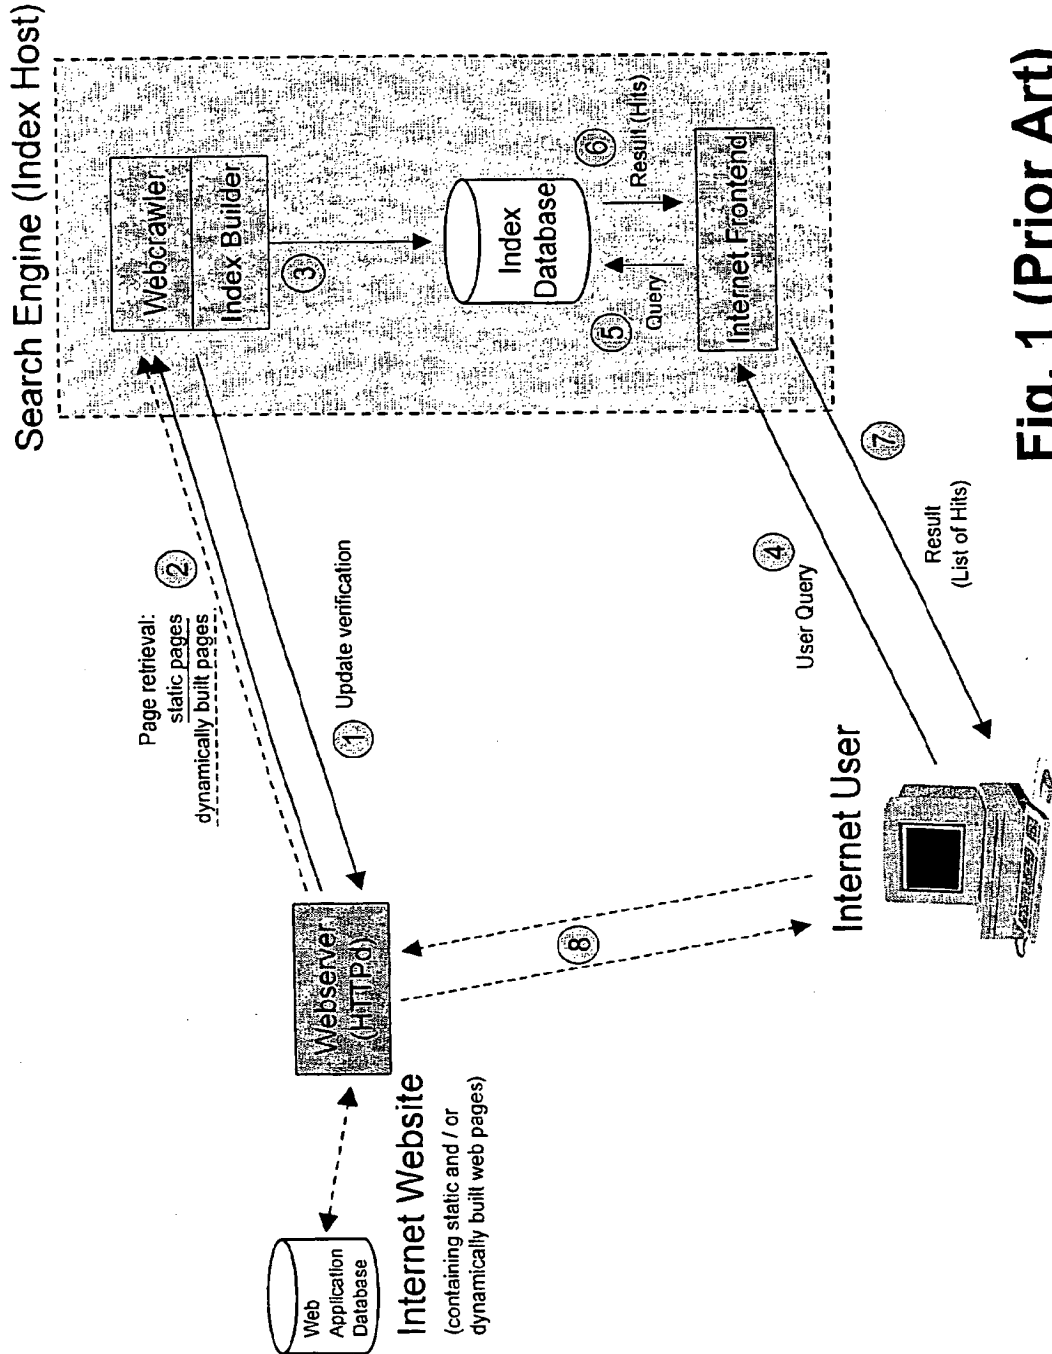 Search Engine (Index Host)
Webcrawler
Index Builder
3
Index
Database
5
Query
6
Result (Hits)
Internet Frontend
Page retrieval:
static pages
dynamically built pages
2
1
Update verification
4
User Query
7
Result
(List of Hits)
Webserver
(HTTPd)
8
Internet User
Web
Application
Database
Internet Website
(containing static and / or
dynamically built web pages)
Fig. 1 (Prior Art)